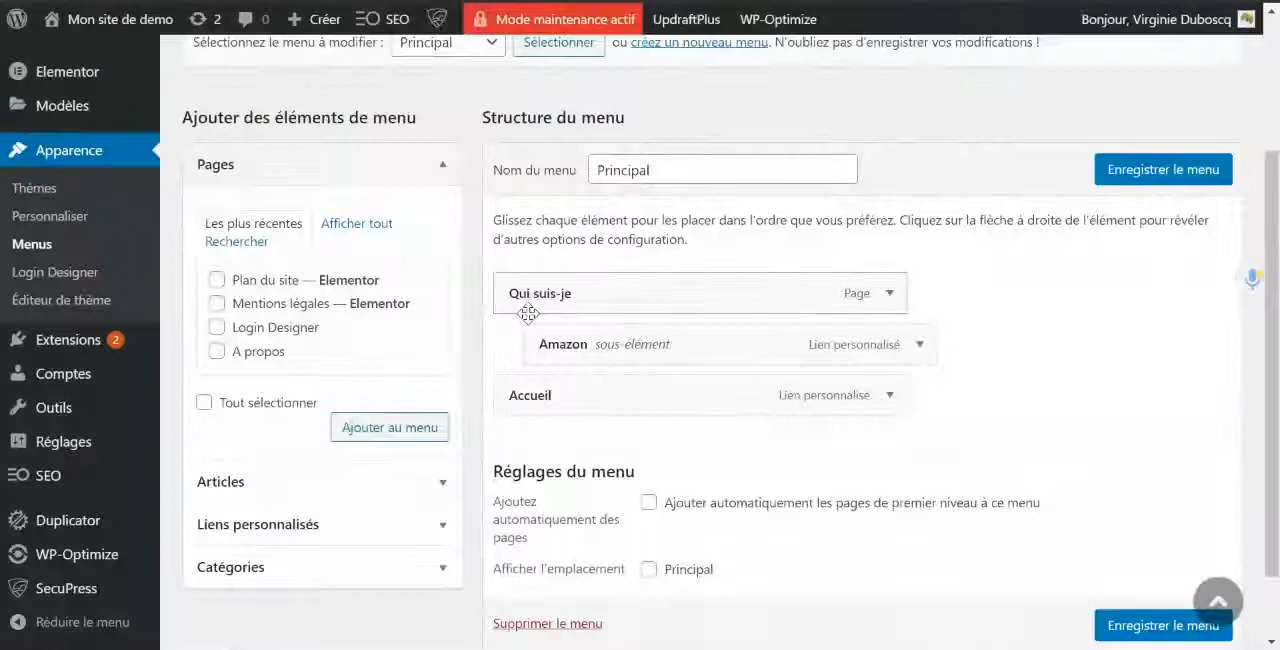 Mon site de demo 2 0 Créer SEO Mode maintenance actif UpdraftPlus WP-Optimize Bonjour, Virginie Duboscq
Sélectionnez le menu à modifier : Principal Sélectionner ou créez un nouveau menu. N'oubliez pas d'enregistrer vos modifications !
Elementor
Modèles
Apparence
Thèmes
Personnaliser
Menus
Login Designer
Éditeur de thème
Extensions 2
Comptes
Outils
Réglages
SEO
Duplicator
WP-Optimize
SecuPress
Réduire le menu
Ajouter des éléments de menu
Pages
Les plus récentes Afficher tout
Rechercher
Plan du site — Elementor
Mentions légales — Elementor
Login Designer
A propos
Tout sélectionner
Ajouter au menu
Articles
Liens personnalisés
Catégories
Structure du menu
Nom du menu Principal Enregistrer le menu
Glissez chaque élément pour les placer dans l'ordre que vous préférez. Cliquez sur la flèche à droite de l'élément pour révéler
d'autres options de configuration.
Qui suis-je Page
Amazon sous-élément Lien personnalisé
Accueil Lien personnalisé
Réglages du menu
Ajoutez
automatiquement des
pages
Ajouter automatiquement les pages de premier niveau à ce menu
Afficher l'emplacement Principal
Supprimer le menu Enregistrer le menu